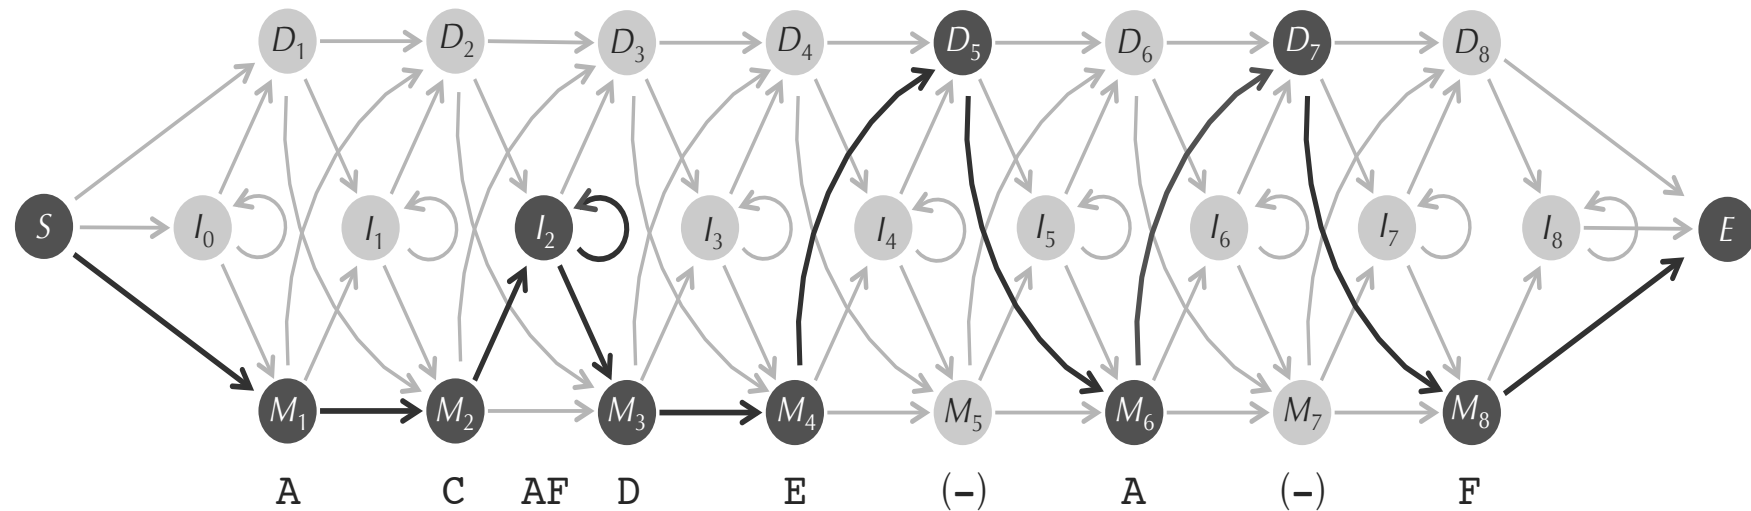 D₁ D₂ D₃ D₄ D₅ D₆ D₇ D₈
S I₀ I₁ I₂ I₃ I₄ I₅ I₆ I₇ I₈ E
M₁ M₂ M₃ M₄ M₅ M₆ M₇ M₈
A C AF D E (-) A (-) F